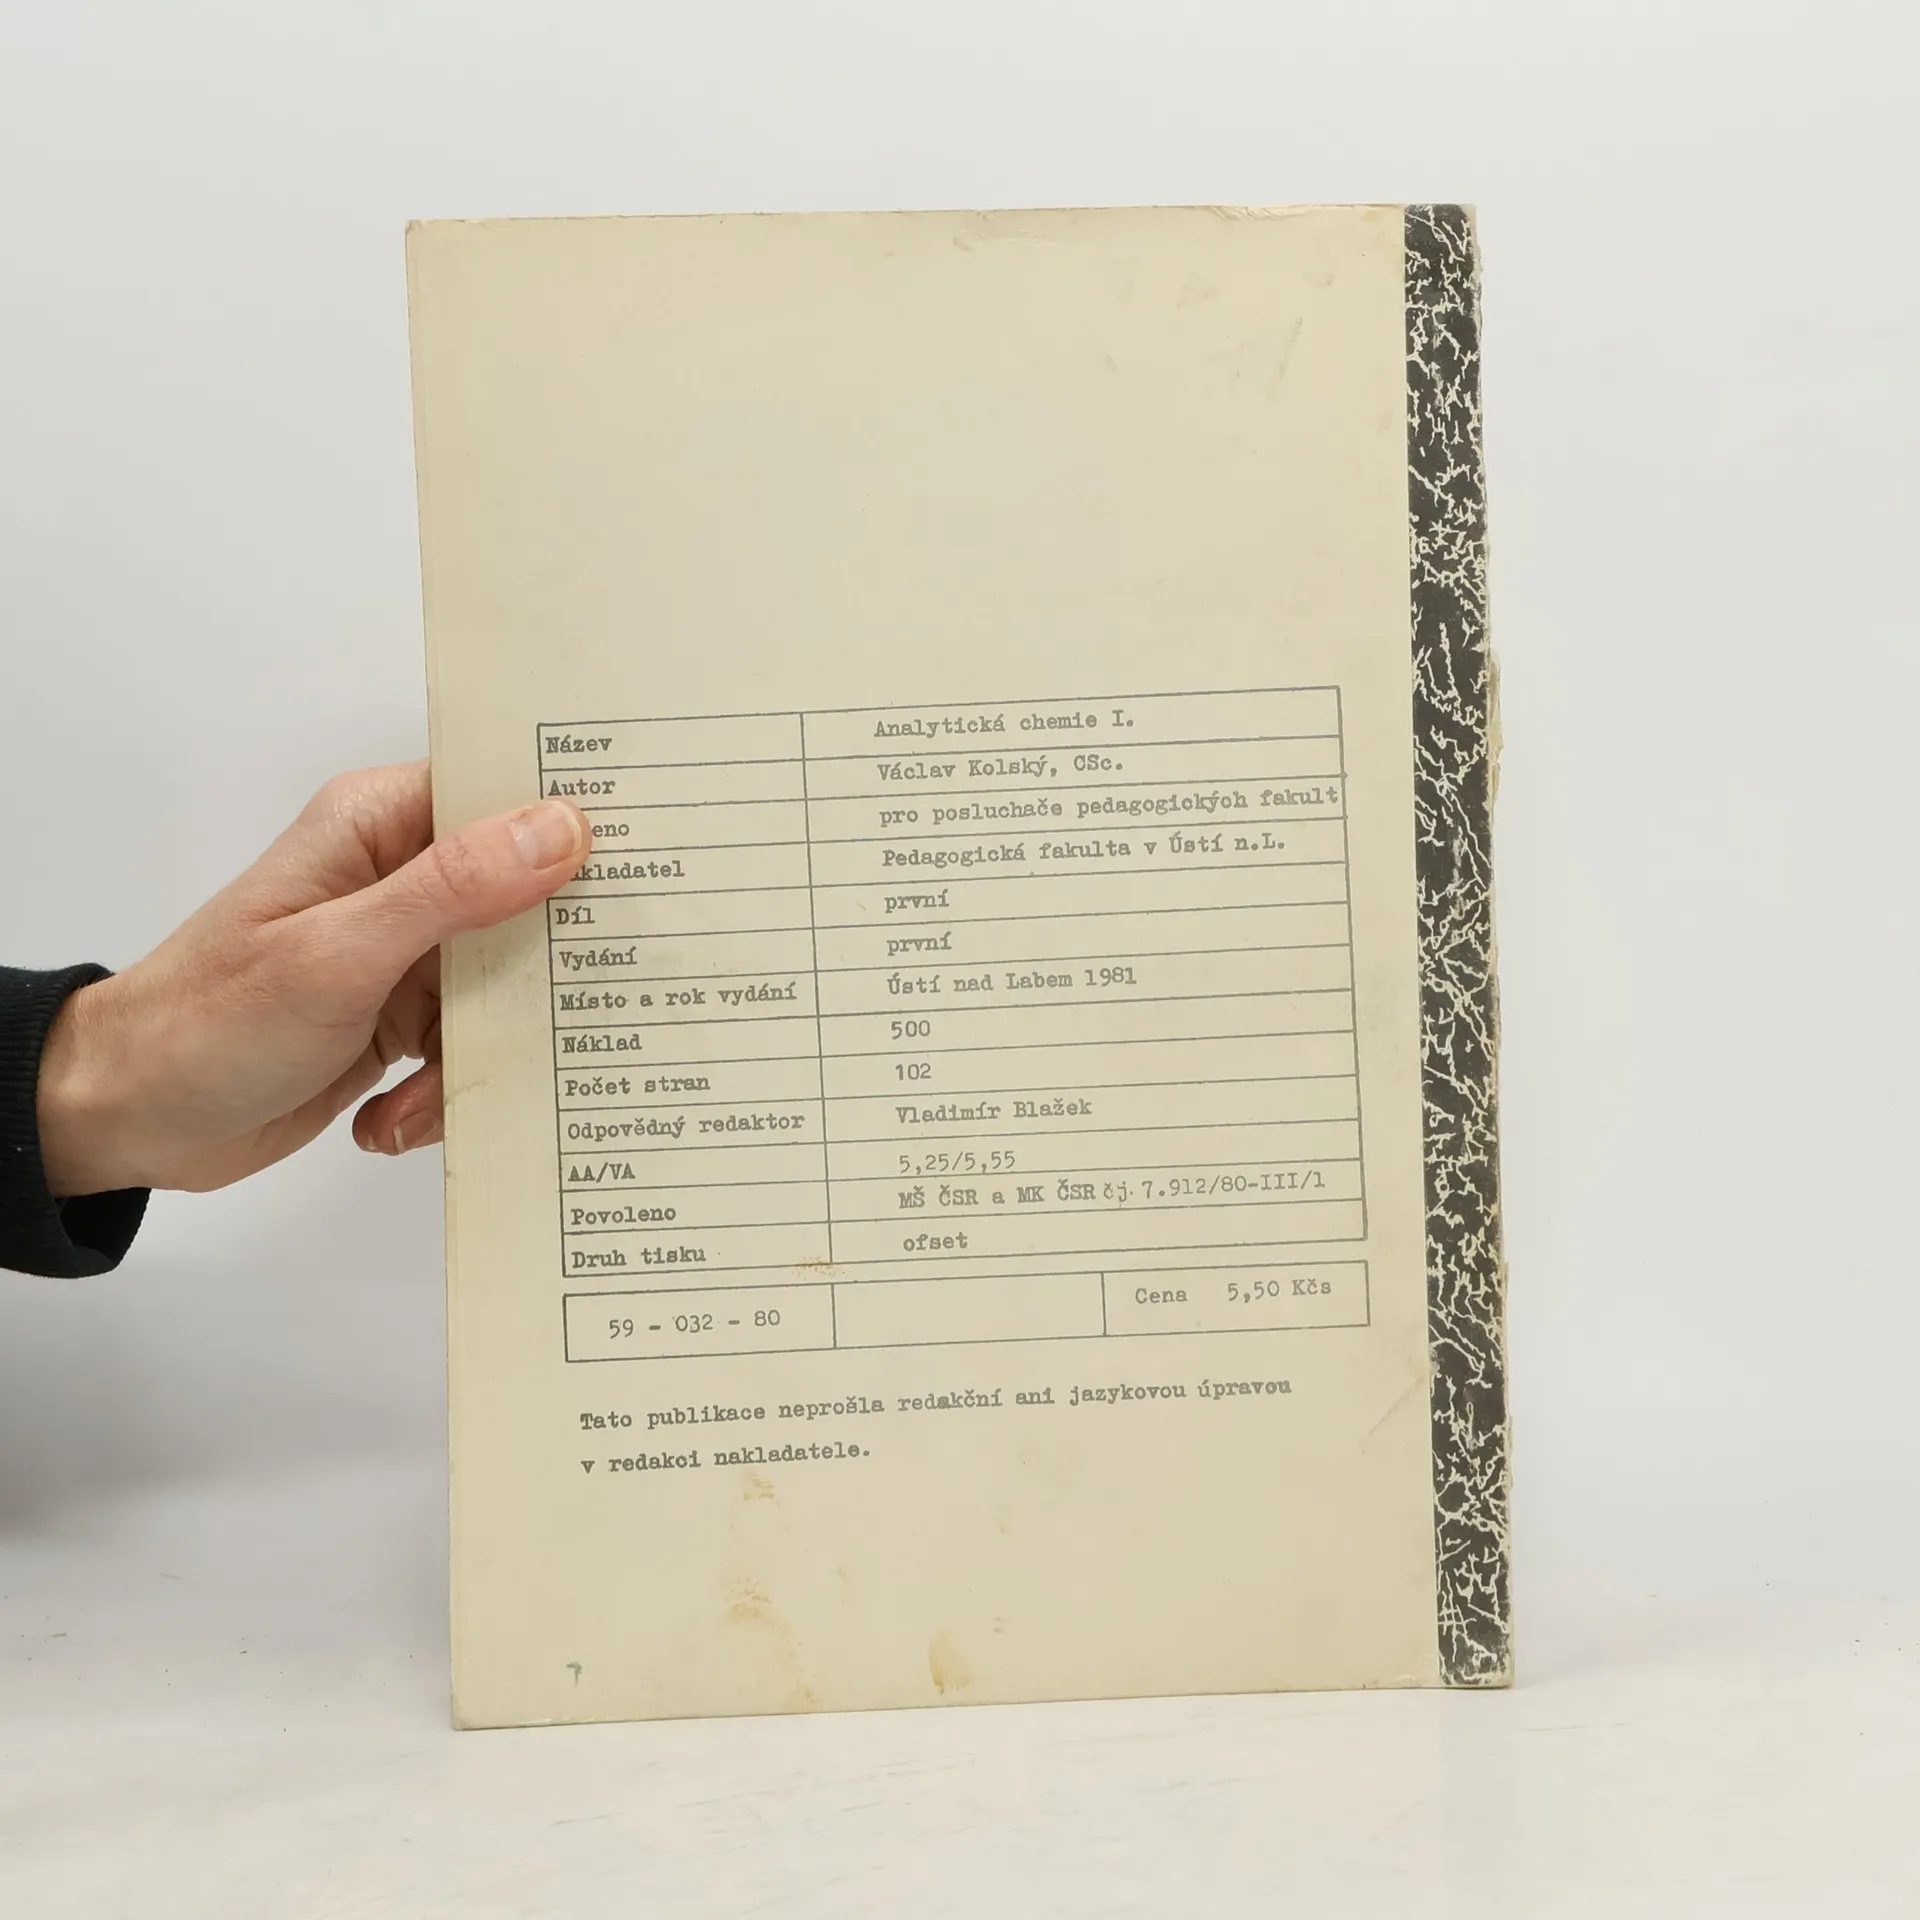 Název Analytická chemie I.
Autor Václav Kolský, CSc.
eno pro posluchače pedagogických fakult
kladatel Pedagogická fakulta v Ústí n.L.
Díl první
Vydání první
Místo a rok vydání Ústí nad Labem 1981
Náklad 500
Počet stran 102
Odpovědný redaktor Vladimír Blažek
AA/VA 5,25/5,55
Povoleno MŠ ČSR a MK ČSR čj. 7.912/80-III/1
Druh tisku ofset
59 - 032 - 80 Cena 5,50 Kčs
Tato publikace neprošla redakční ani jazykovou úpravou
v redakci nakladatele.